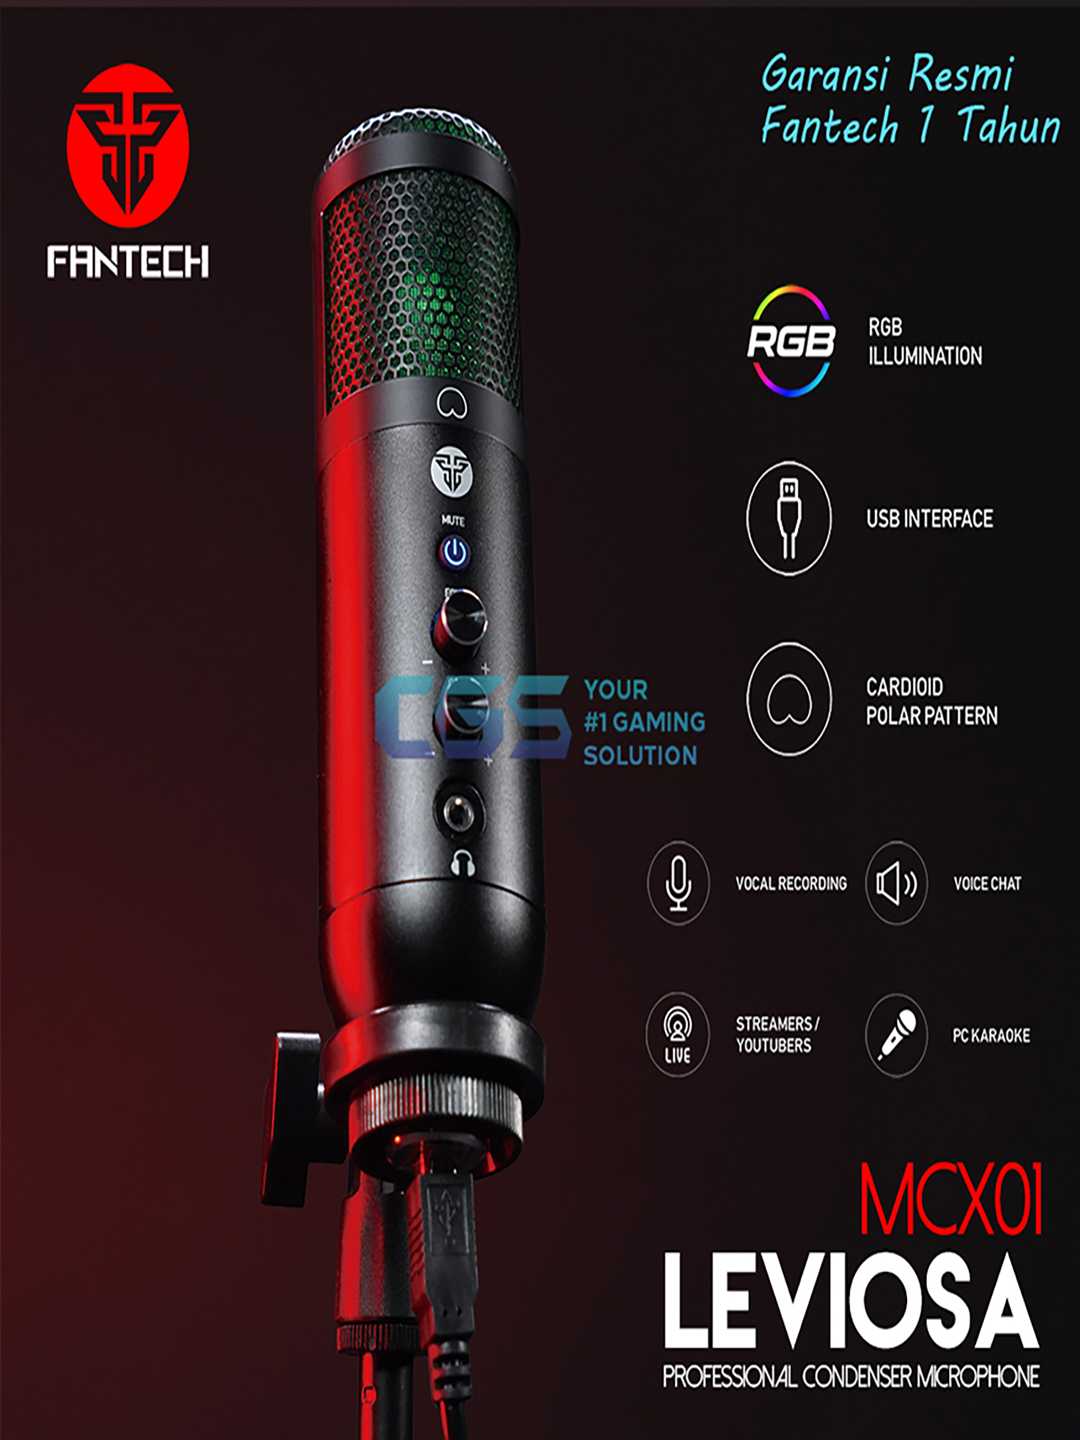 Garansi Resmi
Fantech 1 Tahun
FANTECH
RGB
RGB
ILLUMINATION
USB INTERFACE
CARDIOID
POLAR PATTERN
MUTE
CGS
YOUR
#1 GAMING
SOLUTION
VOCAL RECORDING
VOICE CHAT
LIVE
STREAMERS /
YOUTUBERS
PC KARAOKE
MCX01
LEVIOSA
PROFESSIONAL CONDENSER MICROPHONE